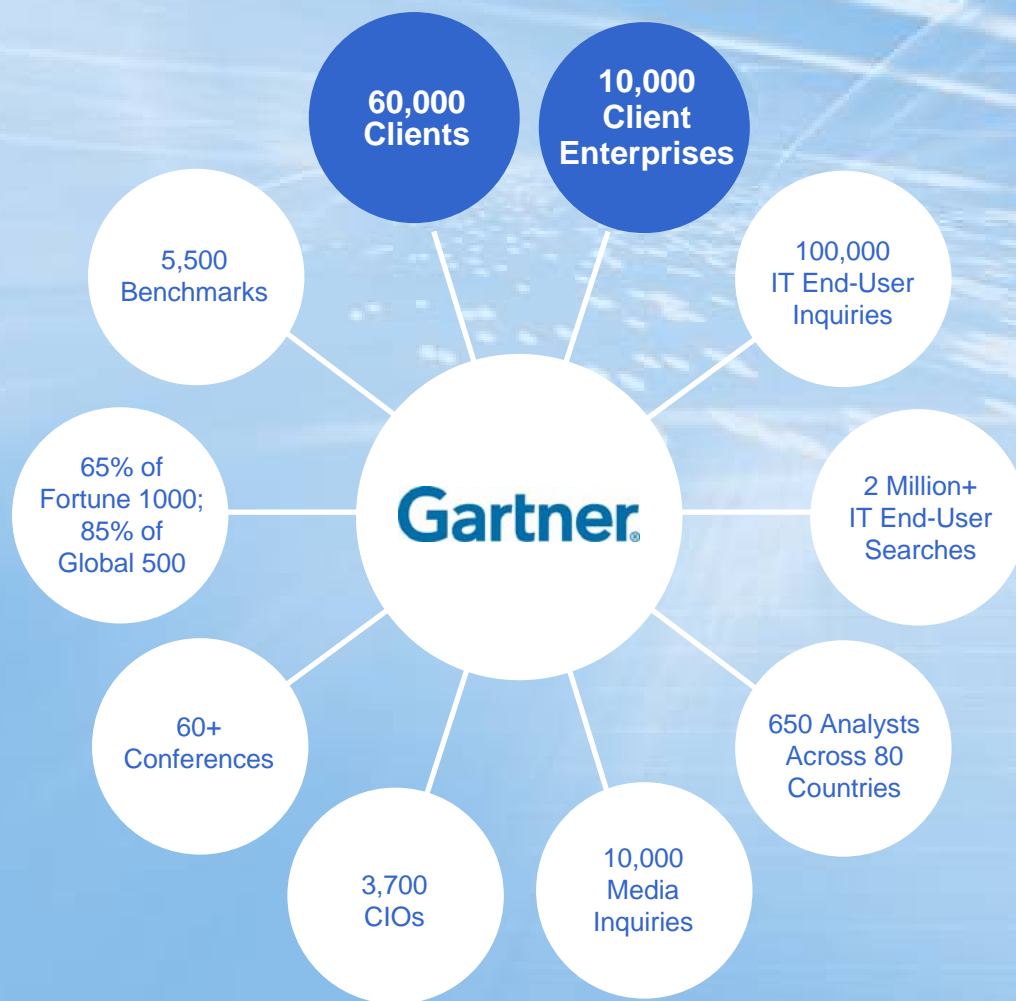 60,000
Clients
10,000
Client
Enterprises
100,000
IT End-User
Inquiries
2 Million+
IT End-User
Searches
650 Analysts
Across 80
Countries
10,000
Media
Inquiries
3,700
CIOs
60+
Conferences
65% of
Fortune 1000;
85% of
Global 500
5,500
Benchmarks
Gartner®